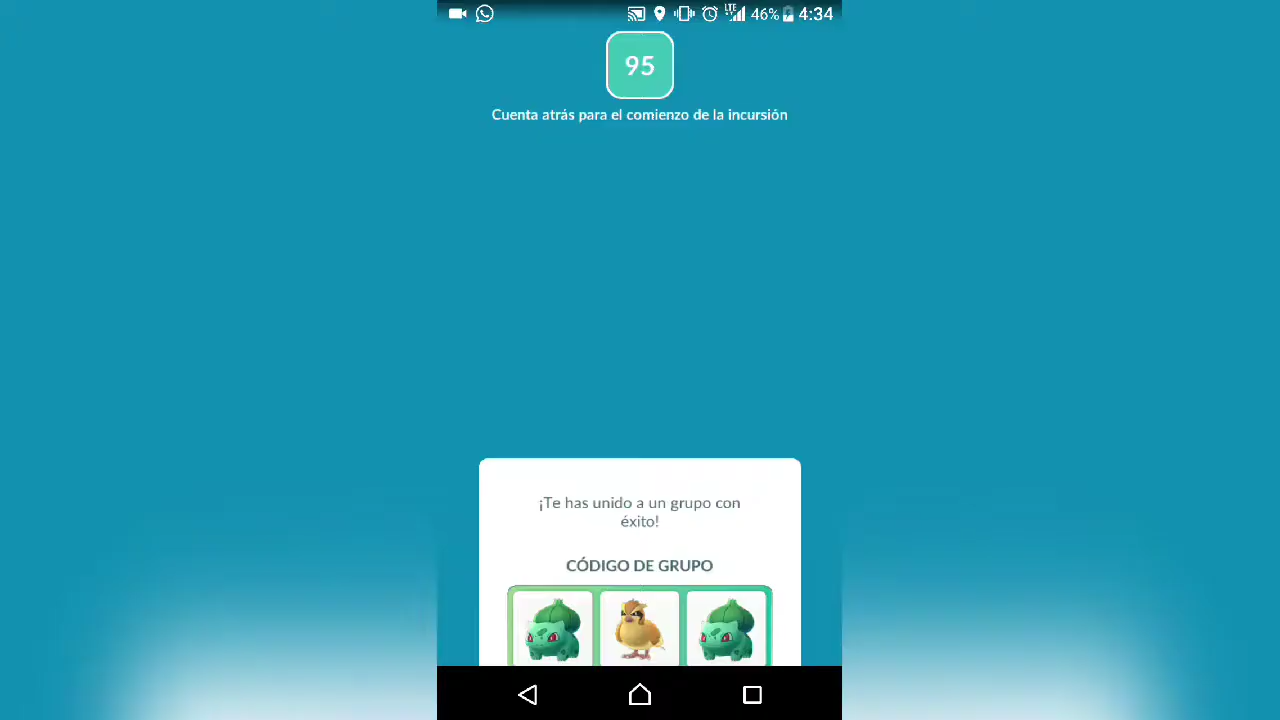 LTE 46% 4:34
95
Cuenta atrás para el comienzo de la incursión
¡Te has unido a un grupo con
éxito!
CÓDIGO DE GRUPO